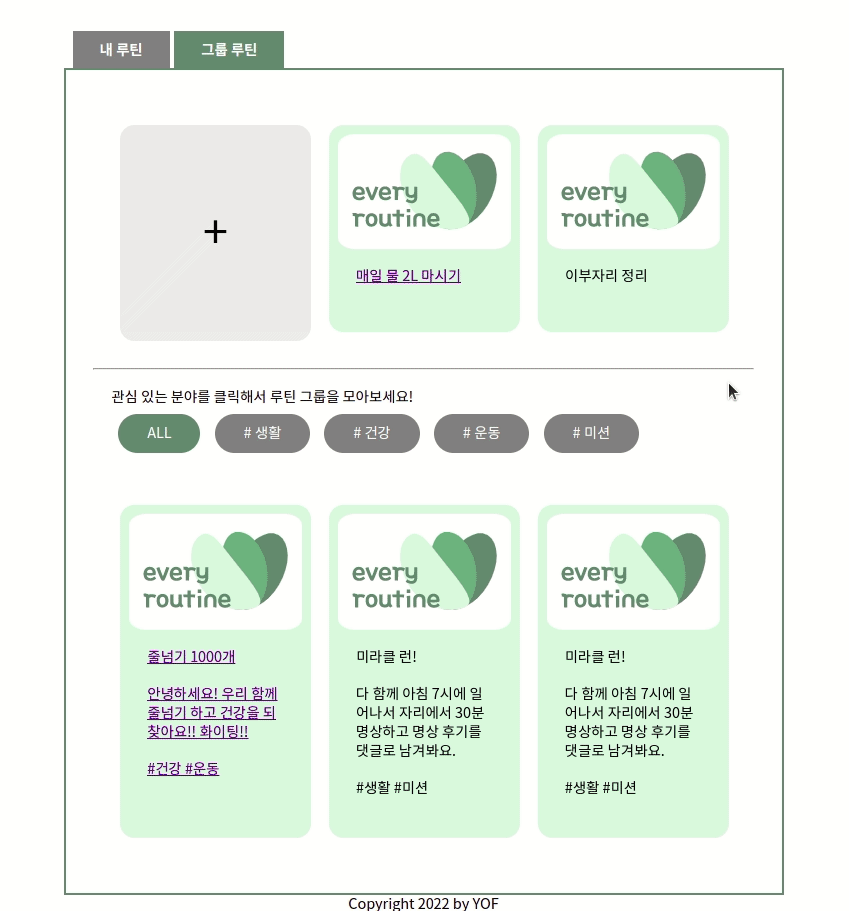 내 루틴
그룹 루틴
+
every
routine
매일 물 2L 마시기
every
routine
이부자리 정리
관심 있는 분야를 클릭해서 루틴 그룹을 모아보세요!
ALL
# 생활
# 건강
# 운동
# 미션
every
routine
줄넘기 1000개
안녕하세요! 우리 함께
줄넘기 하고 건강을 되
찾아요!! 화이팅!!
#건강 #운동
every
routine
미라클 런!
다 함께 아침 7시에 일
어나서 자리에서 30분
명상하고 명상 후기를
댓글로 남겨봐요.
#생활 #미션
every
routine
미라클 런!
다 함께 아침 7시에 일
어나서 자리에서 30분
명상하고 명상 후기를
댓글로 남겨봐요.
#생활 #미션
Copyright 2022 by YOF